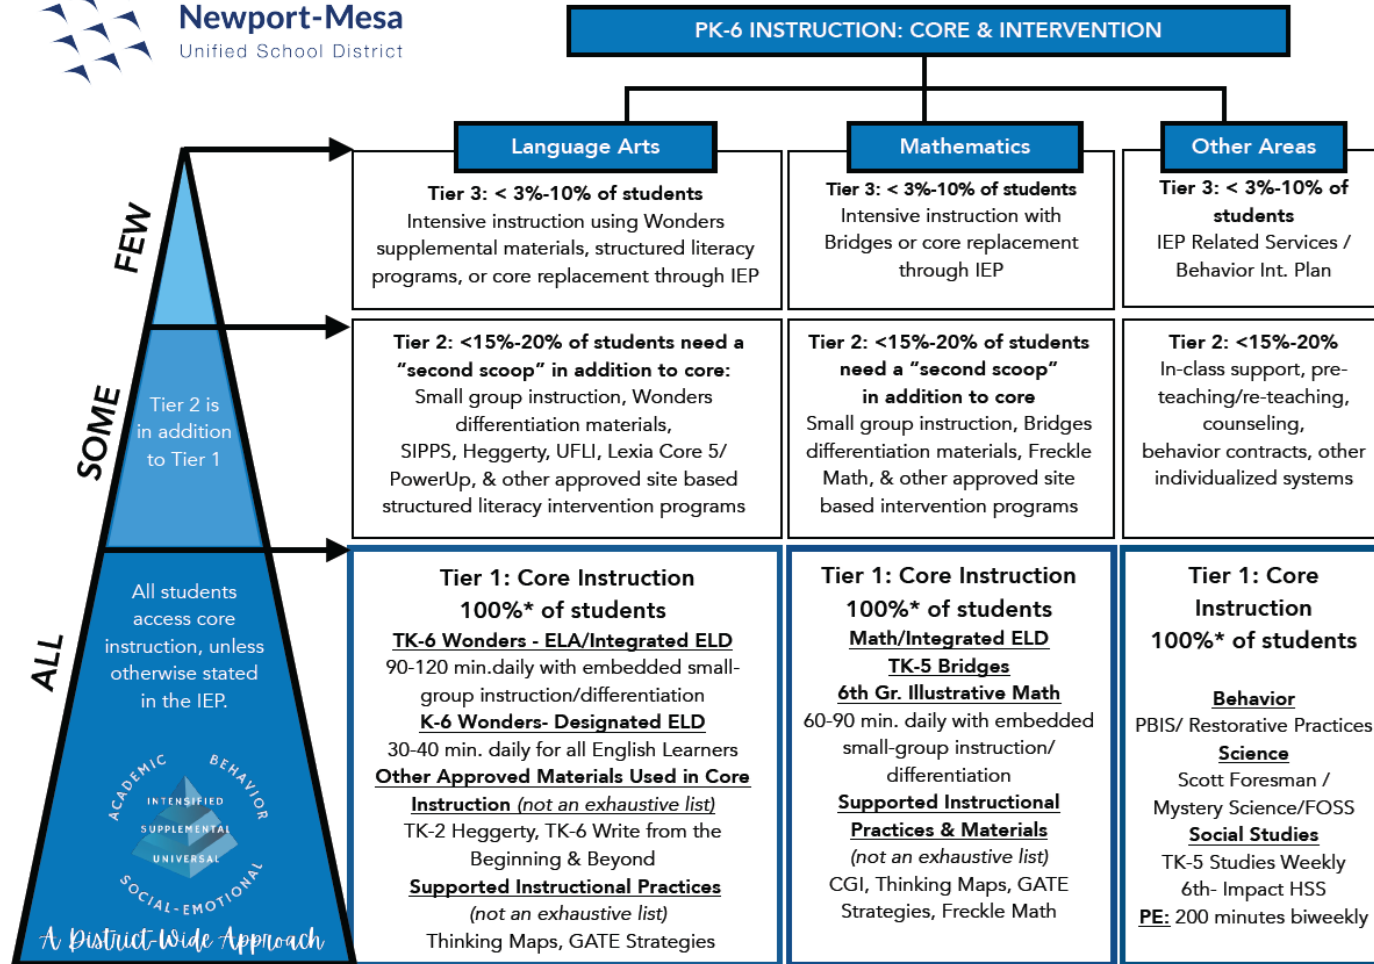 Newport-Mesa
Unified School District
PK-6 INSTRUCTION: CORE & INTERVENTION
Language Arts
Mathematics
Other Areas
FEW
Tier 3: < 3%-10% of students
Intensive instruction using Wonders
supplemental materials, structured literacy
programs, or core replacement through IEP
Tier 3: < 3%-10% of students
Intensive instruction with
Bridges or core replacement
through IEP
Tier 3: < 3%-10% of
students
IEP Related Services /
Behavior Int. Plan
SOME
Tier 2 is
in addition
to Tier 1
Tier 2: <15%-20% of students need a
“second scoop” in addition to core:
Small group instruction, Wonders
differentiation materials,
SIPPS, Heggerty, UFLI, Lexia Core 5/
PowerUp, & other approved site based
structured literacy intervention programs
Tier 2: <15%-20% of students
need a “second scoop”
in addition to core
Small group instruction, Bridges
differentiation materials, Freckle
Math, & other approved site
based intervention programs
Tier 2: <15%-20%
In-class support, pre-
teaching/re-teaching,
counseling,
behavior contracts, other
individualized systems
ALL
All students
access core
instruction, unless
otherwise stated
in the IEP.
ACADEMIC
BEHAVIOR
SOCIAL-EMOTIONAL
INTENSIFIED
SUPPLEMENTAL
UNIVERSAL
A District-Wide Approach
Tier 1: Core Instruction
100%* of students
TK-6 Wonders - ELA/Integrated ELD
90-120 min.daily with embedded small-
group instruction/differentiation
K-6 Wonders- Designated ELD
30-40 min. daily for all English Learners
Other Approved Materials Used in Core
Instruction (not an exhaustive list)
TK-2 Heggerty, TK-6 Write from the
Beginning & Beyond
Supported Instructional Practices
(not an exhaustive list)
Thinking Maps, GATE Strategies
Tier 1: Core Instruction
100%* of students
Math/Integrated ELD
TK-5 Bridges
6th Gr. Illustrative Math
60-90 min. daily with embedded
small-group instruction/
differentiation
Supported Instructional
Practices & Materials
(not an exhaustive list)
CGI, Thinking Maps, GATE
Strategies, Freckle Math
Tier 1: Core
Instruction
100%* of students
Behavior
PBIS/ Restorative Practices
Science
Scott Foresman /
Mystery Science/FOSS
Social Studies
TK-5 Studies Weekly
6th- Impact HSS
PE: 200 minutes biweekly